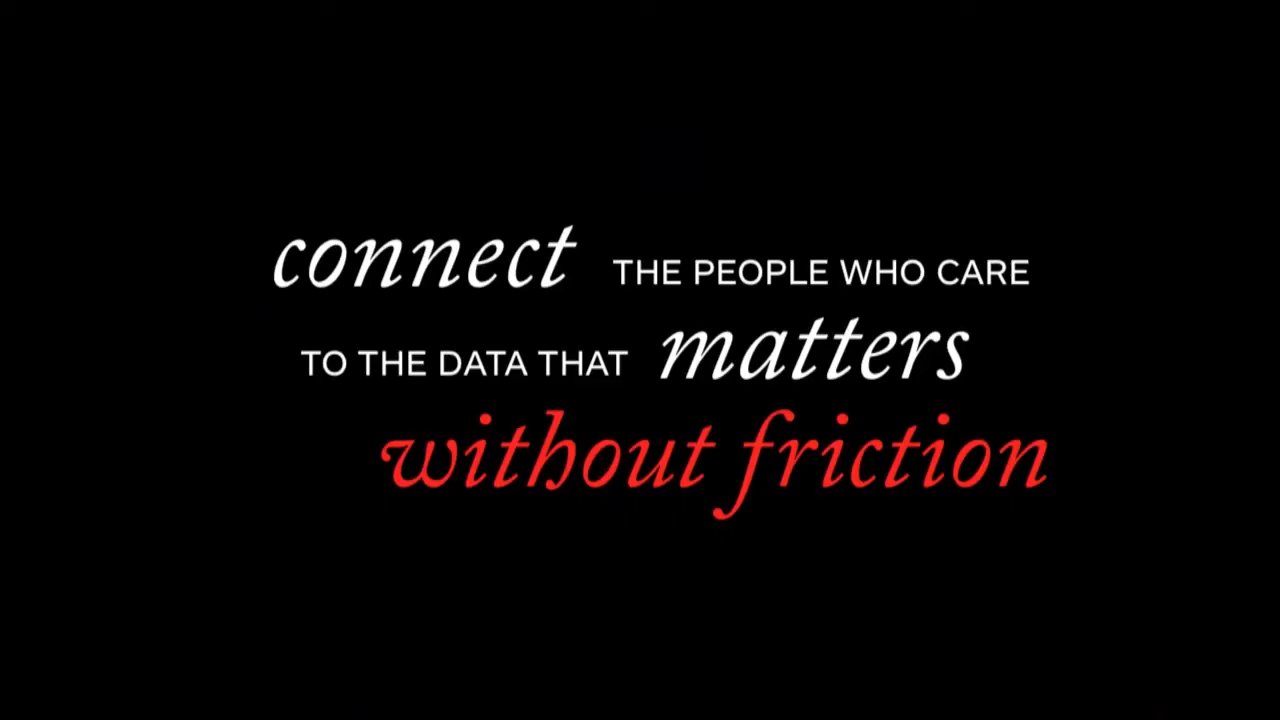 connect THE PEOPLE WHO CARE
TO THE DATA THAT matters
without friction